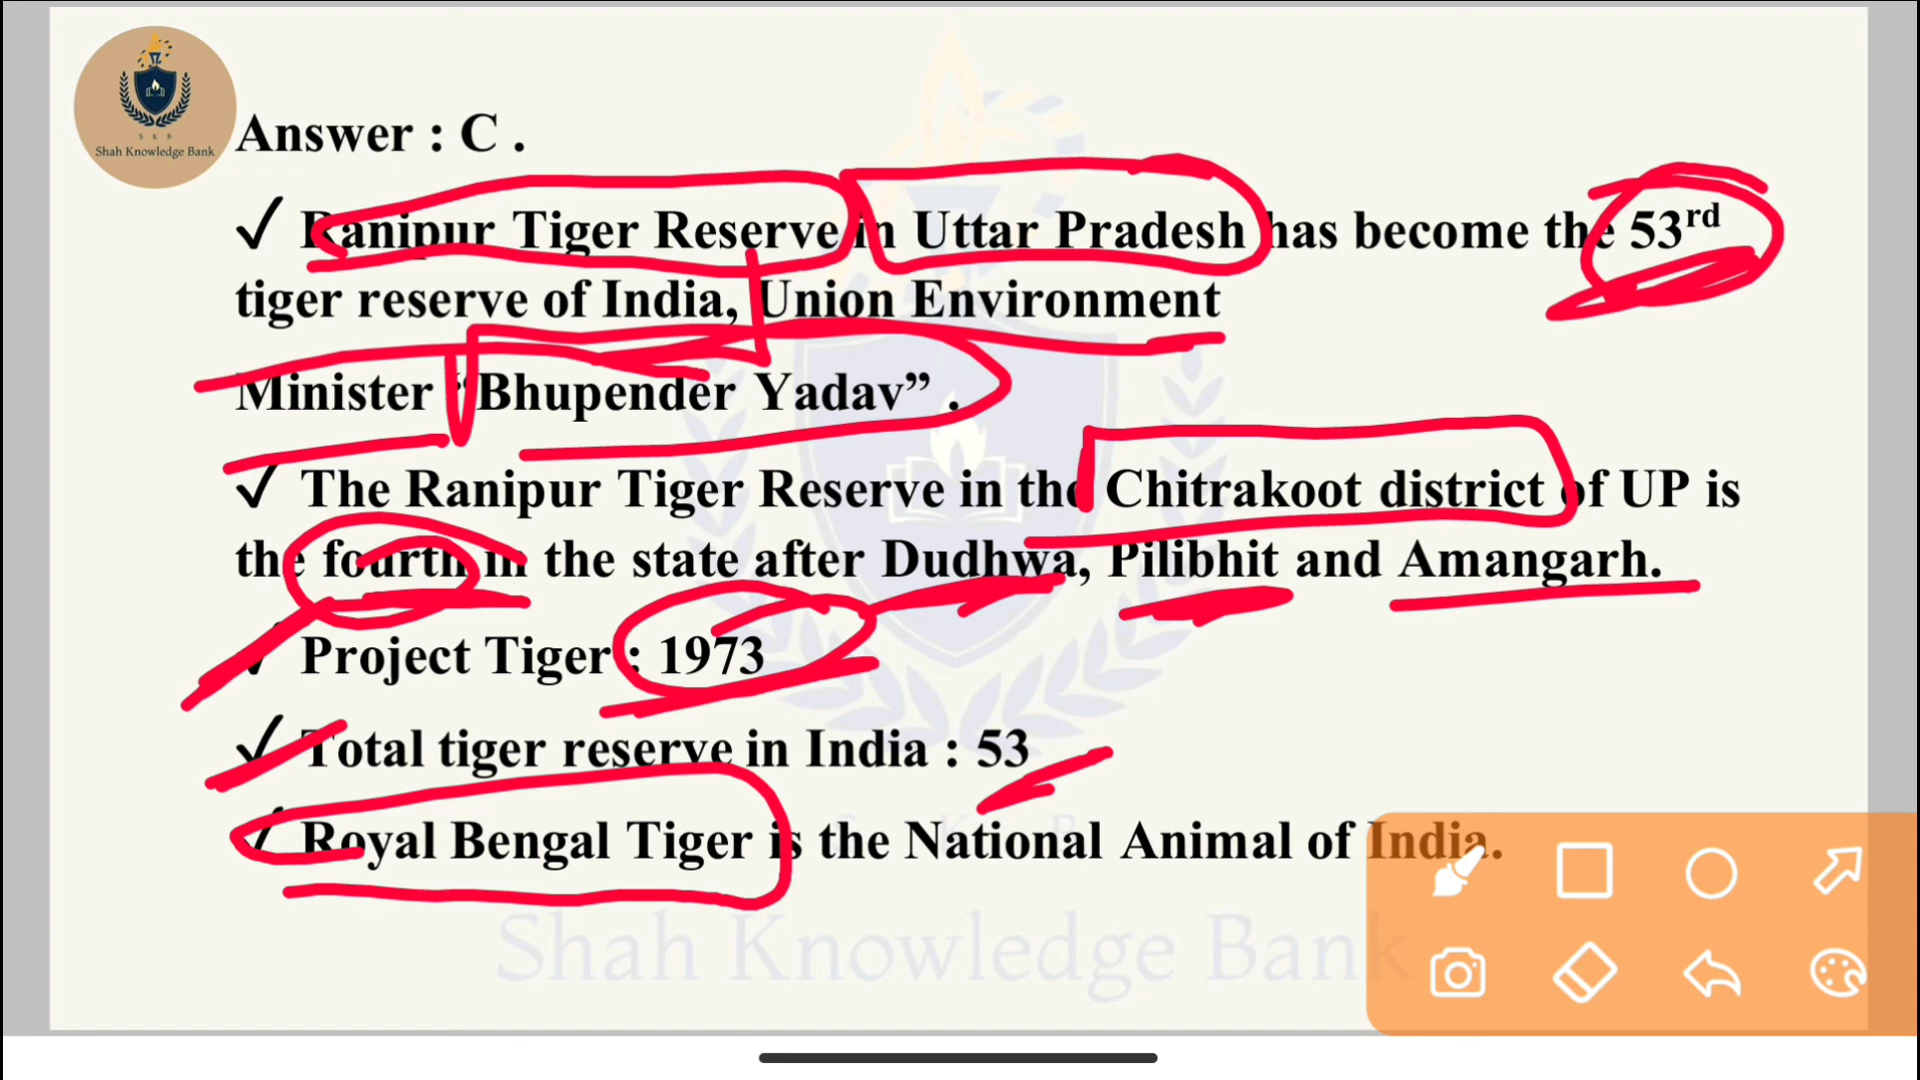 S K B
Shah Knowledge Bank
Answer : C .
✓ Ranipur Tiger Reserve in Uttar Pradesh has become the 53rd
tiger reserve of India, Union Environment
Minister “Bhupender Yadav” .
✓ The Ranipur Tiger Reserve in the Chitrakoot district of UP is
the fourth in the state after Dudhwa, Pilibhit and Amangarh.
✓ Project Tiger : 1973
✓ Total tiger reserve in India : 53
✓ Royal Bengal Tiger is the National Animal of India.
S K B
Shah Knowledge Bank